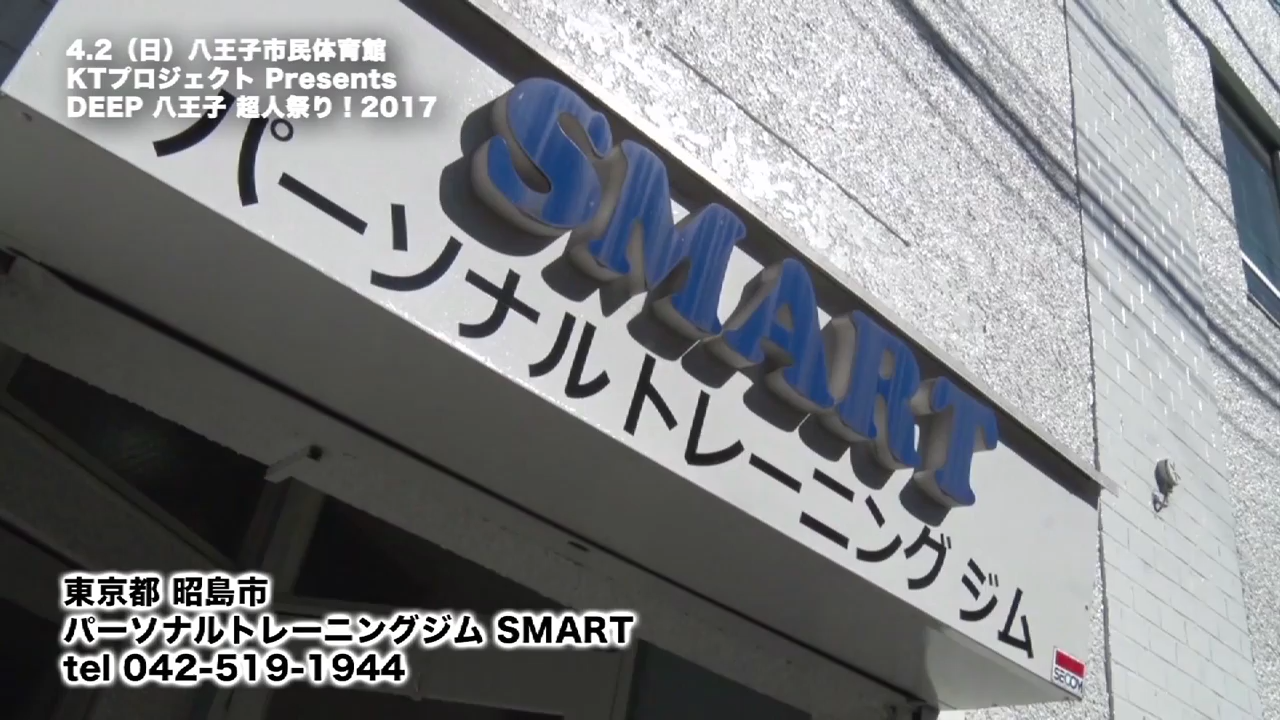 4.2（日）八王子市民体育館
KTプロジェクト Presents
DEEP 八王子 超人祭り！2017
SMART
パーソナルトレーニング ジム
SECOM
東京都 昭島市
パーソナルトレーニングジム SMART
tel 042-519-1944